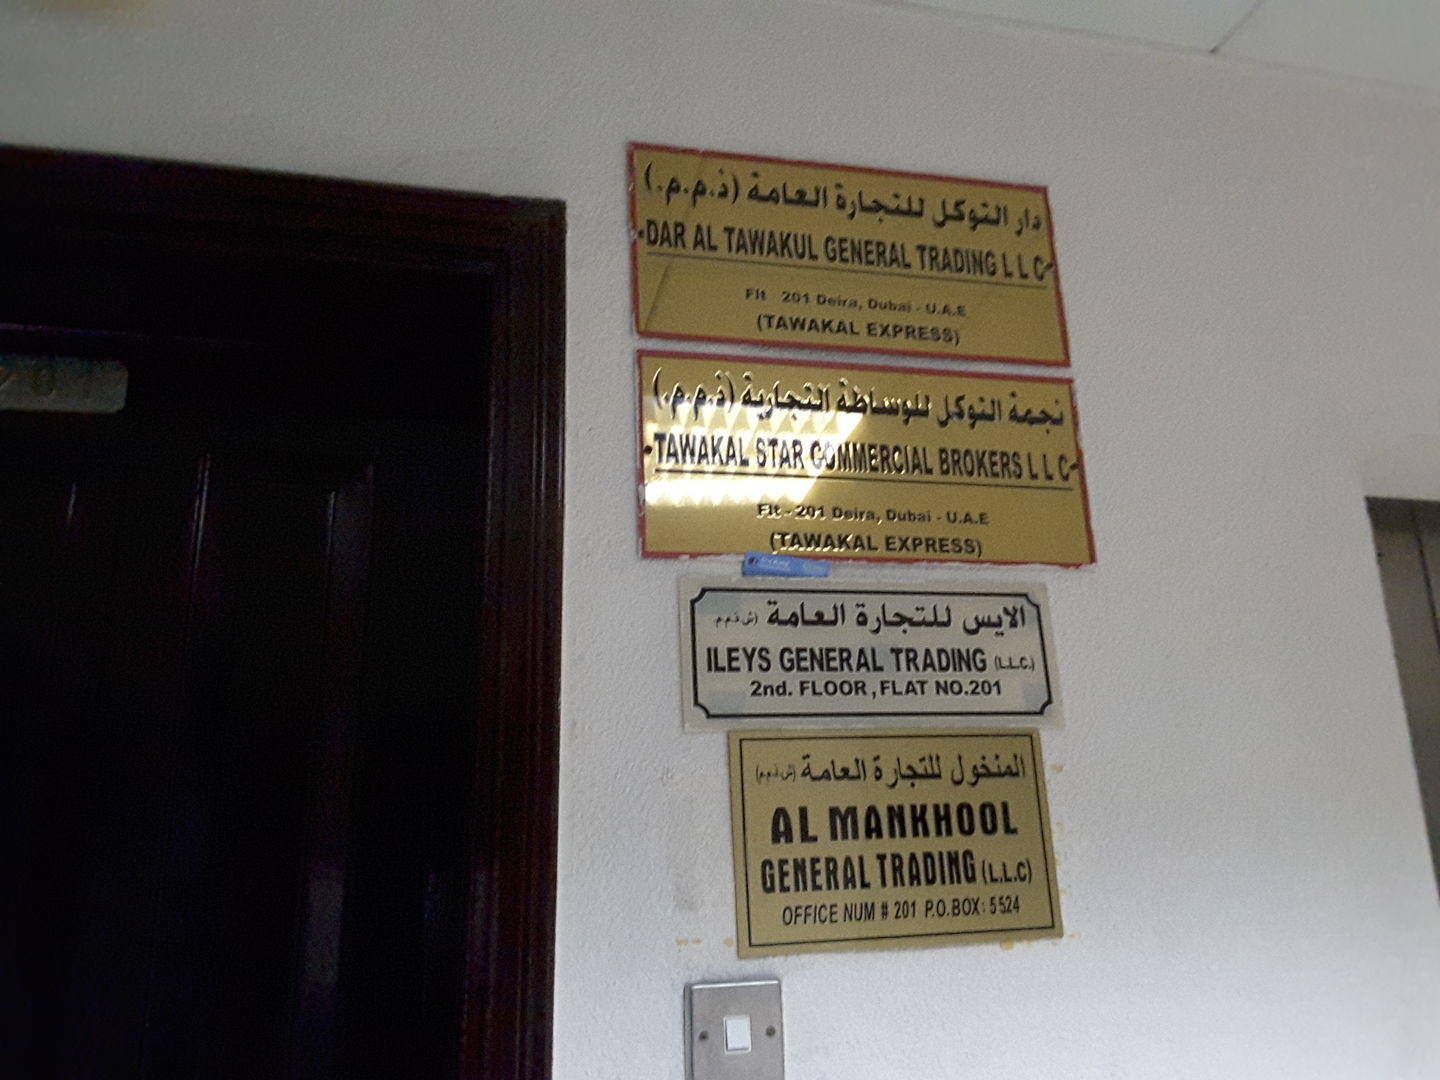 201
دار التوكل للتجارة العامة (ذ.م.م.)
DAR AL TAWAKUL GENERAL TRADING L L C
Flt 201 Deira, Dubai - U.A.E
(TAWAKAL EXPRESS)
نجمة التوكل للوساطة التجارية (ذ.م.م.)
TAWAKAL STAR COMMERCIAL BROKERS L L C
Flt - 201 Deira, Dubai - U.A.E
(TAWAKAL EXPRESS)
الايس للتجارة العامة (ش.ذ.م.م)
ILEYS GENERAL TRADING (L.L.C.)
2nd. FLOOR, FLAT NO.201
المنخول للتجارة العامة (ش.ذ.م.م)
AL MANKHOOL
GENERAL TRADING (L.L.C)
OFFICE NUM # 201 P.O.BOX: 5524